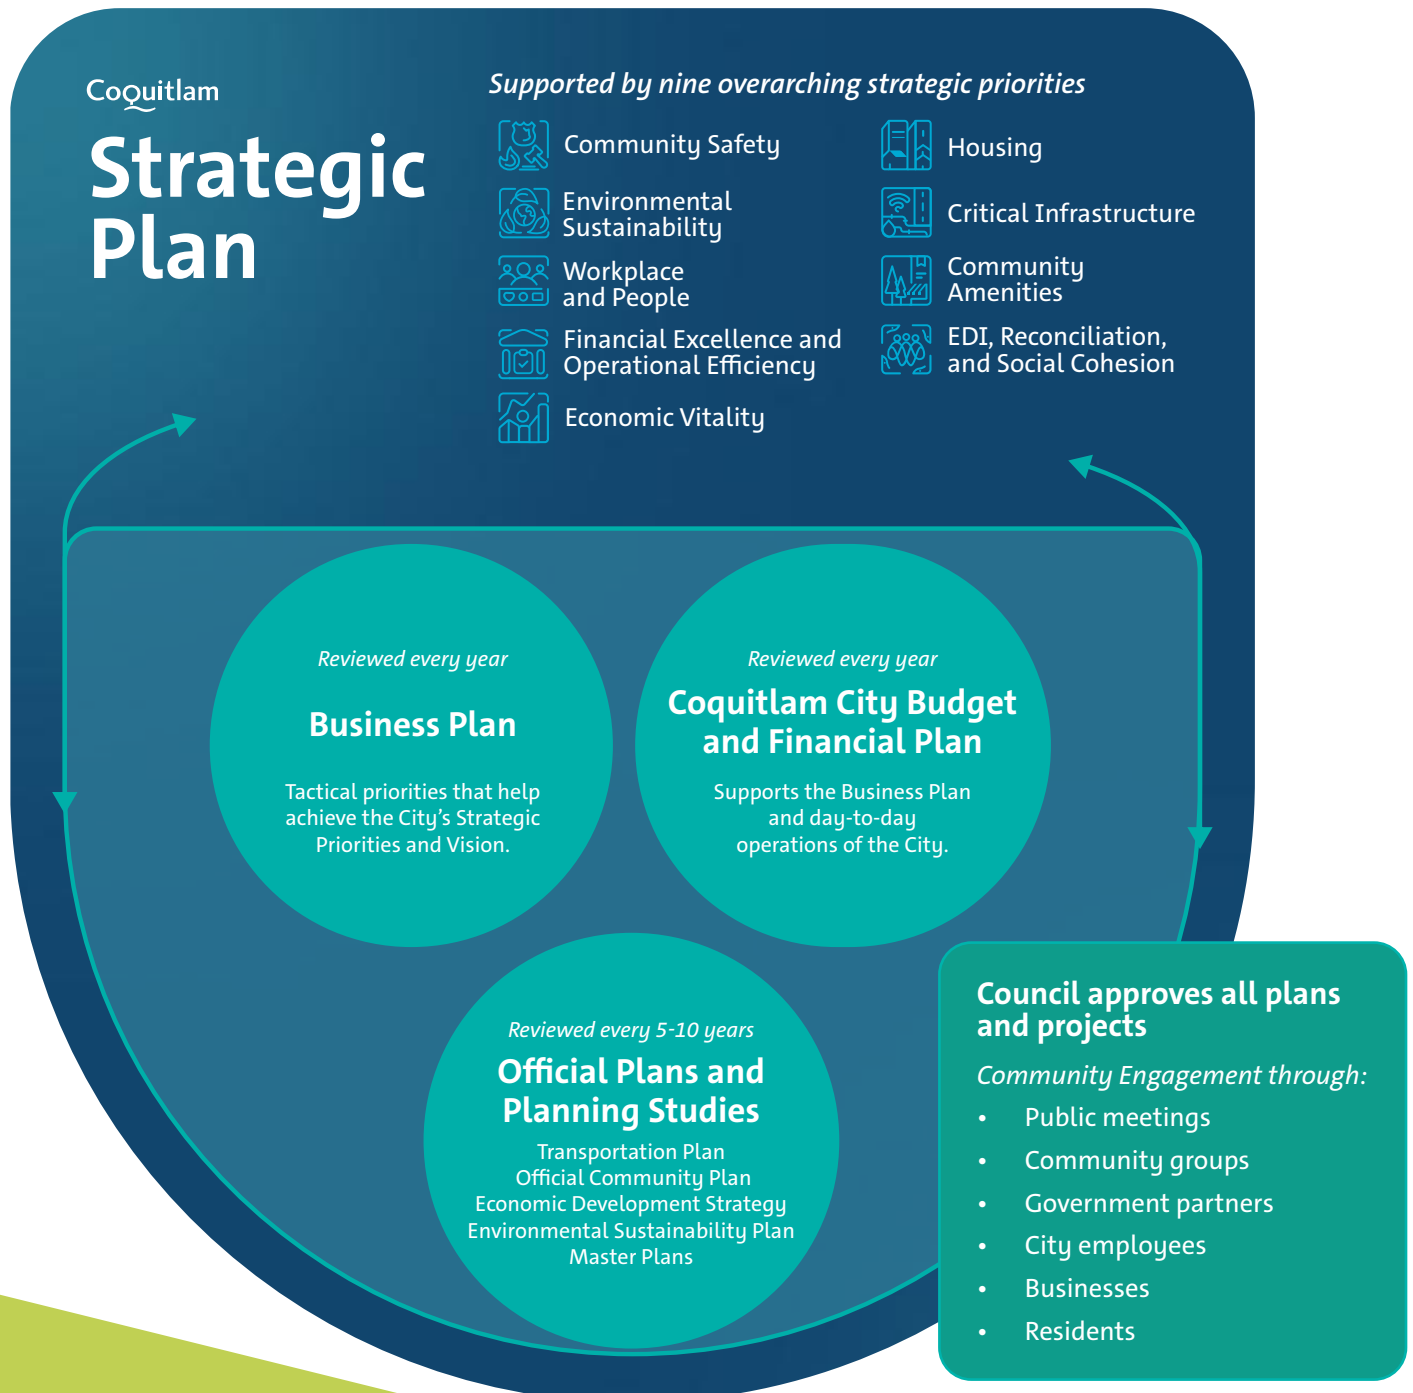 Coquitlam
Strategic
Plan
Supported by nine overarching strategic priorities
Community Safety
Environmental
Sustainability
Workplace
and People
Financial Excellence and
Operational Efficiency
Economic Vitality
Housing
Critical Infrastructure
Community
Amenities
EDI, Reconciliation,
and Social Cohesion
Reviewed every year
Business Plan
Tactical priorities that help
achieve the City’s Strategic
Priorities and Vision.
Reviewed every year
Coquitlam City Budget
and Financial Plan
Supports the Business Plan
and day-to-day
operations of the City.
Reviewed every 5-10 years
Official Plans and
Planning Studies
Transportation Plan
Official Community Plan
Economic Development Strategy
Environmental Sustainability Plan
Master Plans
Council approves all plans
and projects
Community Engagement through:
• Public meetings
• Community groups
• Government partners
• City employees
• Businesses
• Residents